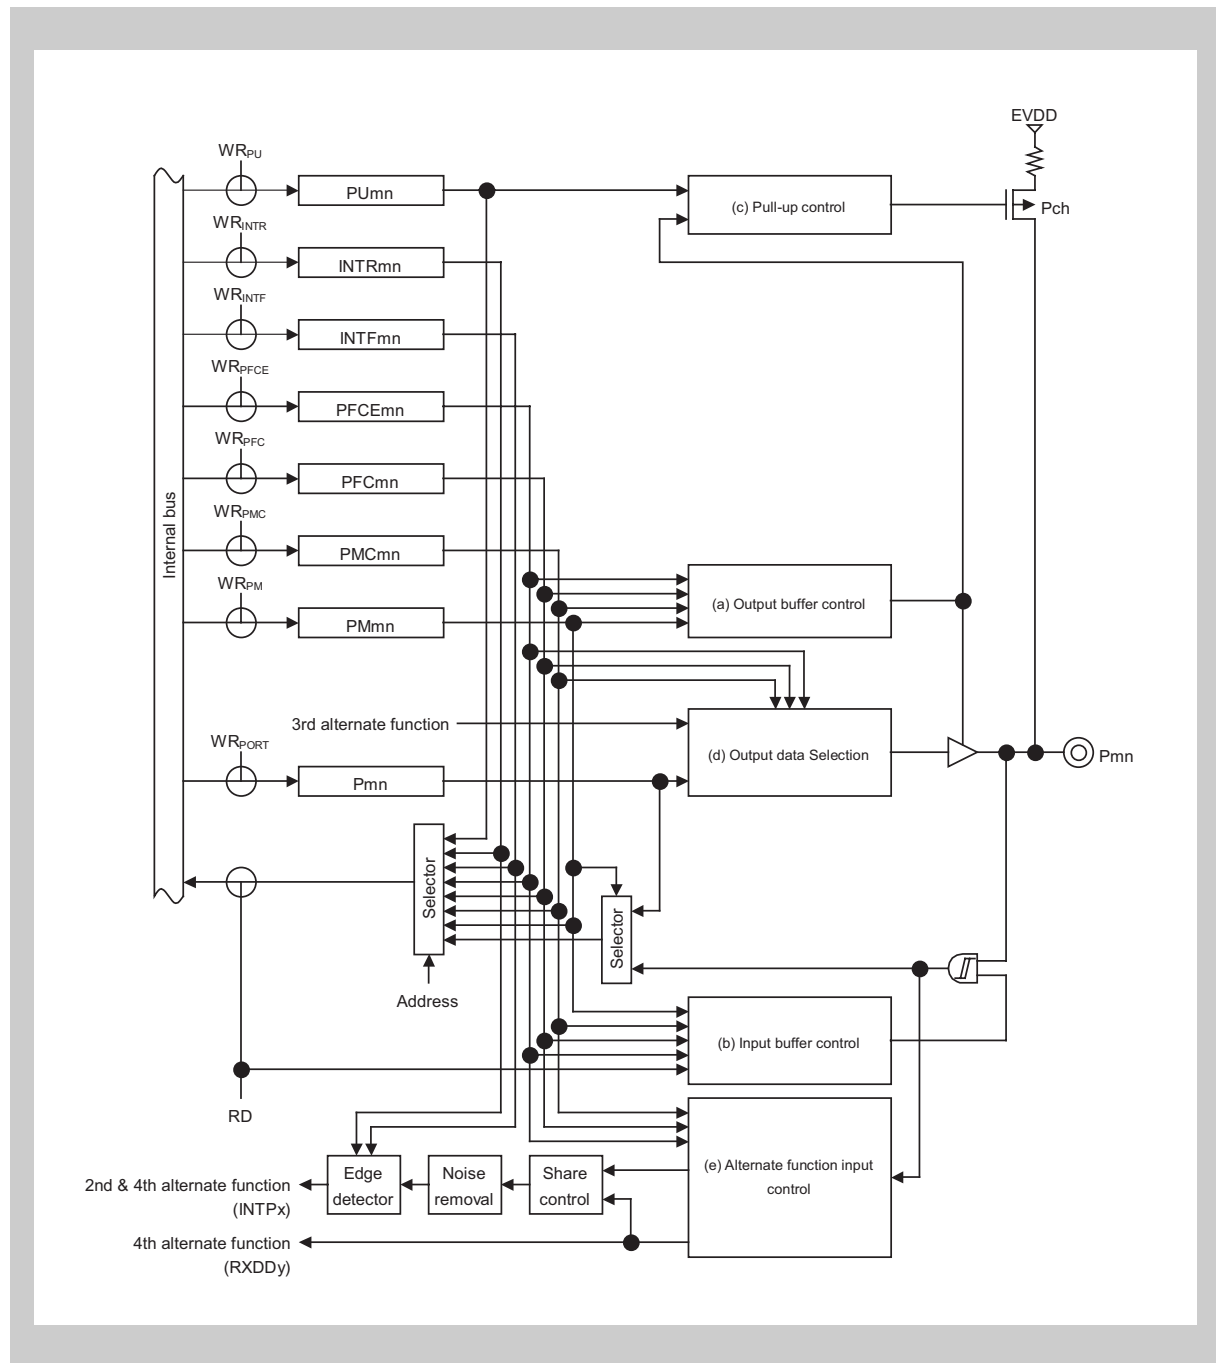 EVDD
WRPU
PUmn
(c) Pull-up control
Pch
WRINTR
INTRmn
WRINTF
INTFmn
WRPFCE
PFCEmn
WRPFC
PFCmn
Internal bus
WRPMC
PMCmn
WRPM
PMmn
(a) Output buffer control
3rd alternate function
WRPORT
Pmn
(d) Output data Selection
Pmn
Selector
Selector
Address
(b) Input buffer control
RD
Edge
detector
Noise
removal
Share
control
(e) Alternate function input
control
2nd & 4th alternate function
(INTPx)
4th alternate function
(RXDDy)